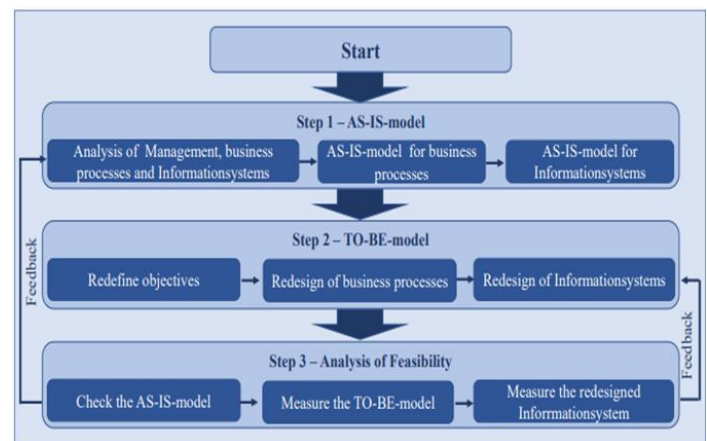 Start
Step 1 – AS-IS-model
Analysis of Management, business
processes and Informationsystems
AS-IS-model for business
processes
AS-IS-model for
Informationsystems
Step 2 – TO-BE-model
Redefine objectives
Redesign of business processes
Redesign of Informationsystems
Step 3 – Analysis of Feasibility
Check the AS-IS-model
Measure the TO-BE-model
Measure the redesigned
Inforrmationsystem
Feedback
Feedback